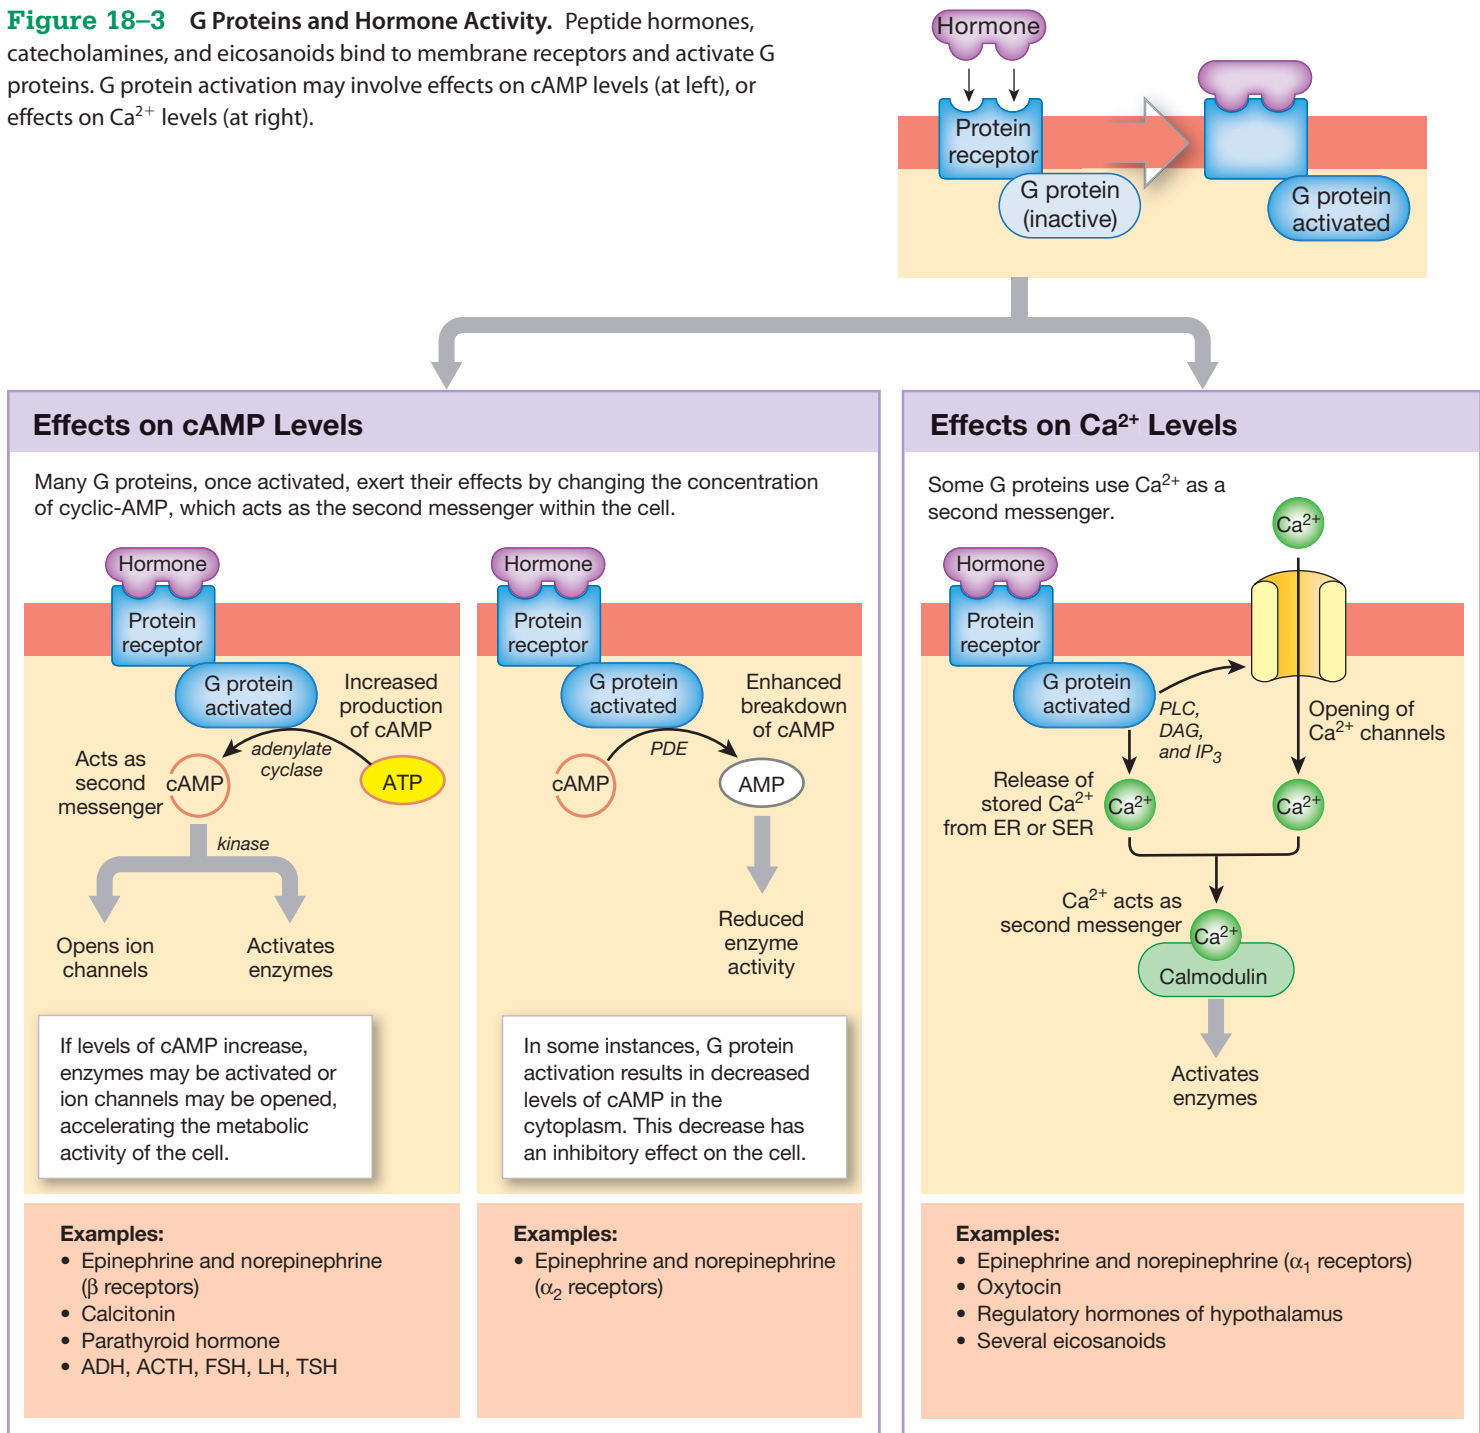 Figure 18–3 G Proteins and Hormone Activity. Peptide hormones,
catecholamines, and eicosanoids bind to membrane receptors and activate G
proteins. G protein activation may involve effects on cAMP levels (at left), or
effects on Ca²⁺ levels (at right).
Hormone
Protein
receptor
G protein
(inactive)
G protein
activated
Effects on cAMP Levels
Many G proteins, once activated, exert their effects by changing the concentration
of cyclic-AMP, which acts as the second messenger within the cell.
Hormone
Protein
receptor
G protein
activated
Increased
production
of cAMP
adenylate
cyclase
Acts as
second
messenger
cAMP
ATP
kinase
Opens ion
channels
Activates
enzymes
If levels of cAMP increase,
enzymes may be activated or
ion channels may be opened,
accelerating the metabolic
activity of the cell.
Examples:
• Epinephrine and norepinephrine
(β receptors)
• Calcitonin
• Parathyroid hormone
• ADH, ACTH, FSH, LH, TSH
Hormone
Protein
receptor
G protein
activated
Enhanced
breakdown
of cAMP
PDE
cAMP
AMP
Reduced
enzyme
activity
In some instances, G protein
activation results in decreased
levels of cAMP in the
cytoplasm. This decrease has
an inhibitory effect on the cell.
Examples:
• Epinephrine and norepinephrine
(α₂ receptors)
Effects on Ca²⁺ Levels
Some G proteins use Ca²⁺ as a
second messenger.
Ca²⁺
Hormone
Protein
receptor
G protein
activated
PLC,
DAG,
and IP₃
Opening of
Ca²⁺ channels
Release of
stored Ca²⁺
from ER or SER
Ca²⁺
Ca²⁺
Ca²⁺ acts as
second messenger
Ca²⁺
Calmodulin
Activates
enzymes
Examples:
• Epinephrine and norepinephrine (α₁ receptors)
• Oxytocin
• Regulatory hormones of hypothalamus
• Several eicosanoids